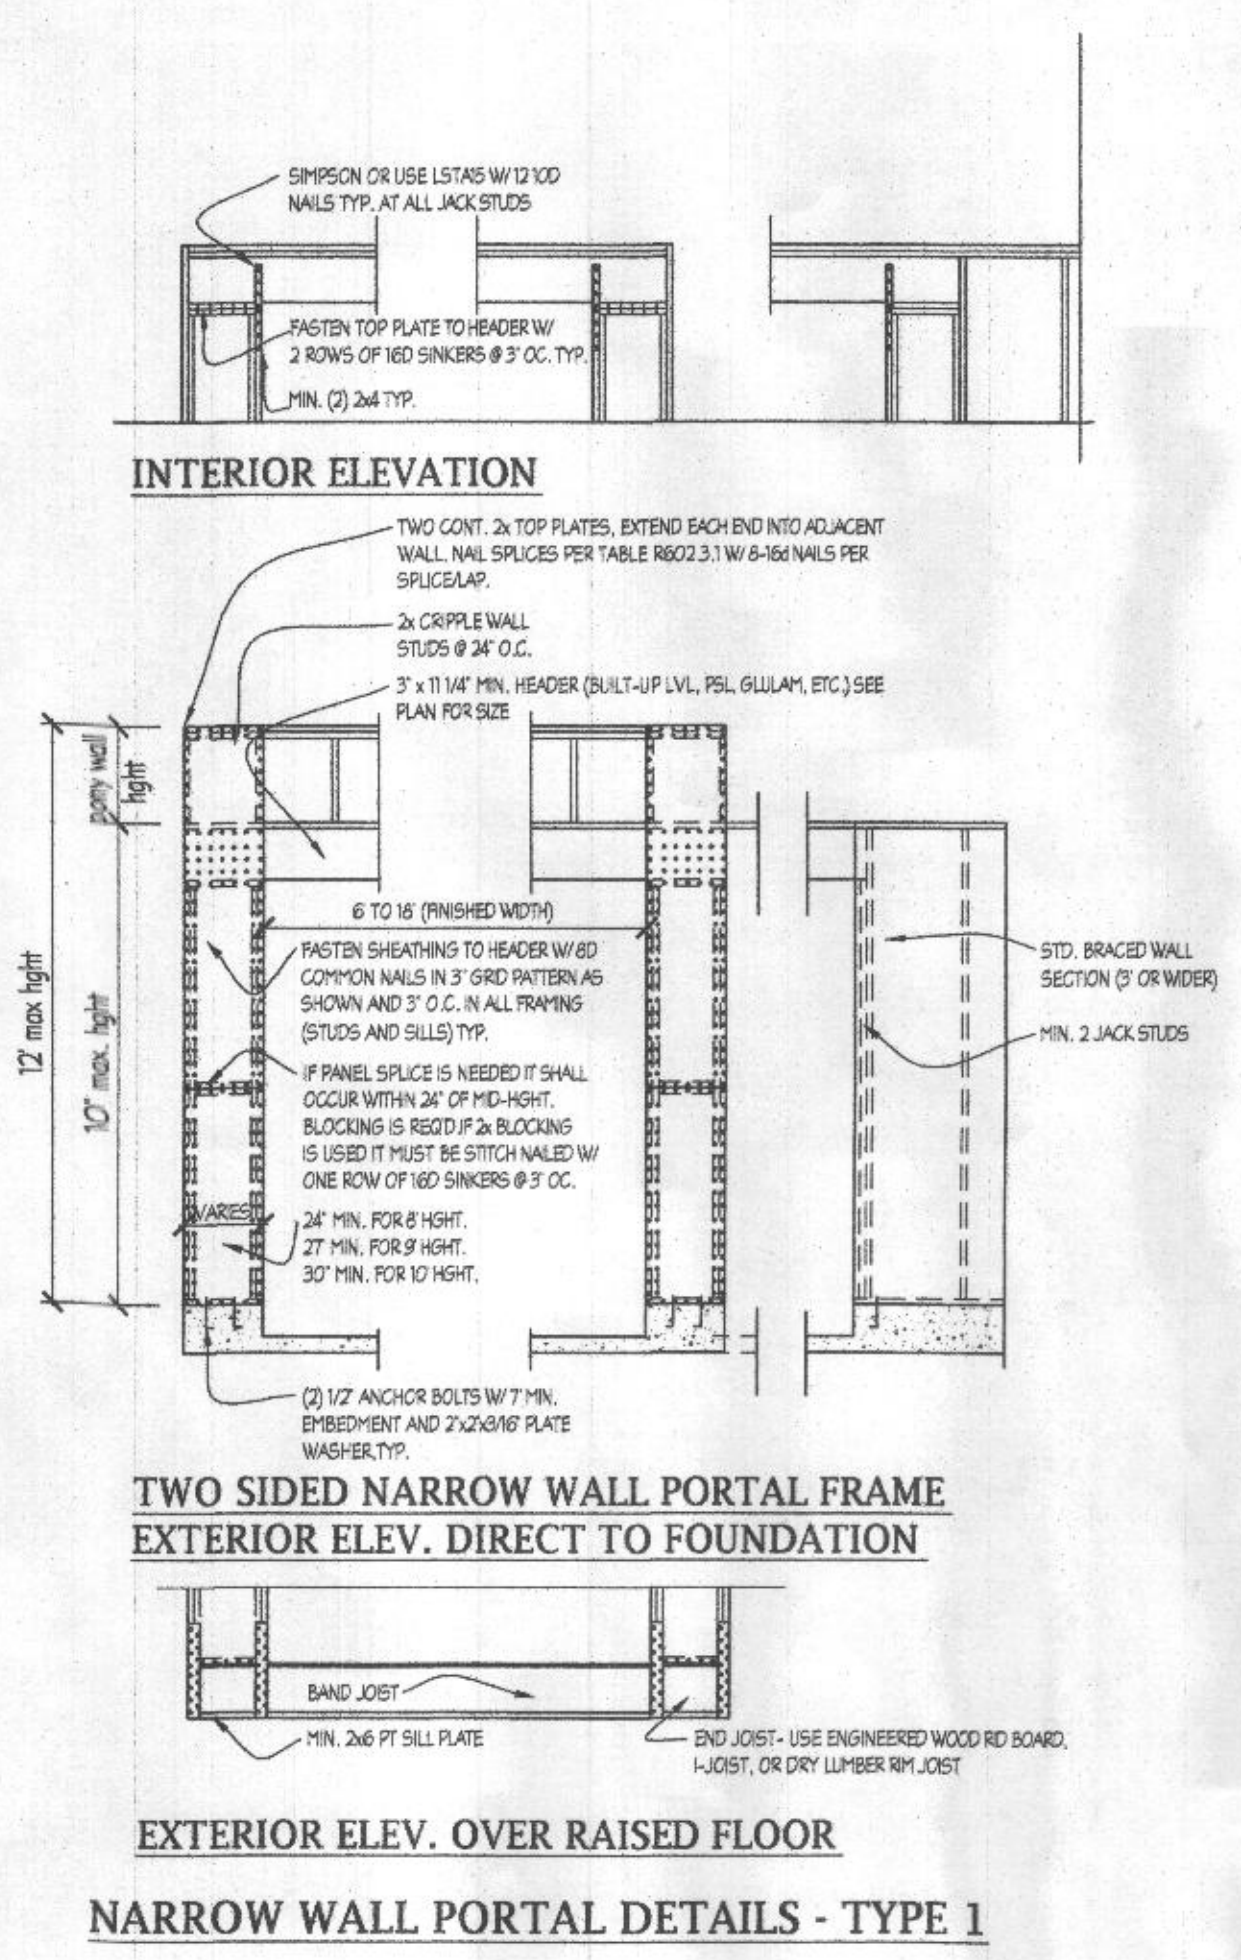 SIMPSON OR USE LSTA15 W/ 12 10D
NAILS TYP. AT ALL JACK STUDS
FASTEN TOP PLATE TO HEADER W/
2 ROWS OF 16D SINKERS @ 3" OC. TYP.
MIN. (2) 2x4 TYP.
INTERIOR ELEVATION
TWO CONT. 2x TOP PLATES, EXTEND EACH END INTO ADJACENT
WALL. NAIL SPLICES PER TABLE R602.3.1 W/ 8-16d NAILS PER
SPLICE/LAP.
2x CRIPPLE WALL
STUDS @ 24" O.C.
3" x 11 1/4" MIN. HEADER (BUILT-UP LVL, PSL, GLULAM, ETC.) SEE
PLAN FOR SIZE
pony wall
hght
12' max hght
10" max. hght
6 TO 18' (FINISHED WIDTH)
FASTEN SHEATHING TO HEADER W/ 8D
COMMON NAILS IN 3" GRID PATTERN AS
SHOWN AND 3" O.C. IN ALL FRAMING
(STUDS AND SILLS) TYP.
STD. BRACED WALL
SECTION (3' OR WIDER)
MIN. 2 JACK STUDS
IF PANEL SPLICE IS NEEDED IT SHALL
OCCUR WITHIN 24" OF MID-HGHT.
BLOCKING IS REQ'D IF 2x BLOCKING
IS USED IT MUST BE STITCH NAILED W/
ONE ROW OF 16D SINKERS @ 3" OC.
VARIES
24" MIN. FOR 8' HGHT.
27" MIN. FOR 9' HGHT.
30" MIN. FOR 10' HGHT.
(2) 1/2" ANCHOR BOLTS W/ 7" MIN.
EMBEDMENT AND 2"x2"x3/16" PLATE
WASHER,TYP.
TWO SIDED NARROW WALL PORTAL FRAME
EXTERIOR ELEV. DIRECT TO FOUNDATION
BAND JOIST
MIN. 2x6 PT SILL PLATE
END JOIST- USE ENGINEERED WOOD RD BOARD,
I-JOIST, OR DRY LUMBER RIM JOIST
EXTERIOR ELEV. OVER RAISED FLOOR
NARROW WALL PORTAL DETAILS - TYPE 1